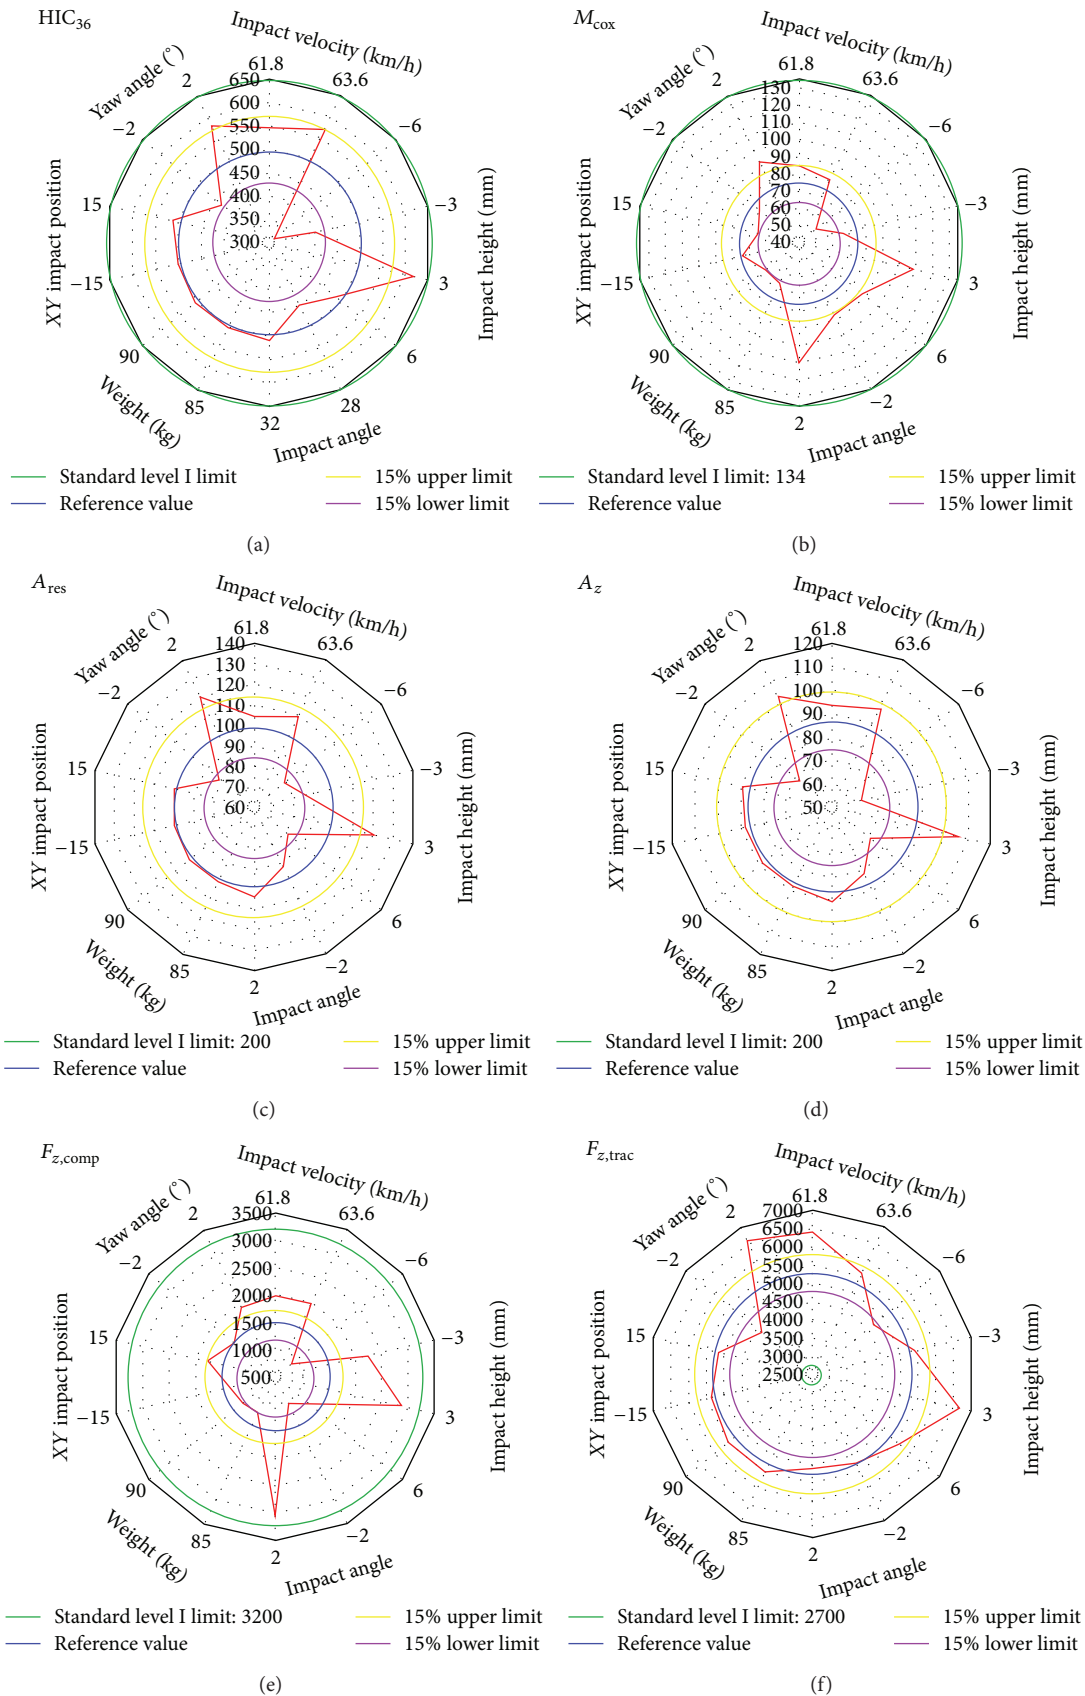 HIC36
Impact velocity (km/h)
Yaw angle (°)
XY impact position
Weight (kg)
Impact angle
Impact height (mm)
61.8
63.6
−6
−3
3
6
28
32
85
90
−15
15
−2
2
650
600
550
500
450
400
350
300
Standard level I limit
Reference value
15% upper limit
15% lower limit
(a)
Mcox
Impact velocity (km/h)
Yaw angle (°)
XY impact position
Weight (kg)
Impact angle
Impact height (mm)
61.8
63.6
−6
−3
3
6
−2
2
85
90
−15
15
−2
2
130
120
110
100
90
80
70
60
50
40
Standard level I limit: 134
Reference value
15% upper limit
15% lower limit
(b)
Ares
Impact velocity (km/h)
Yaw angle (°)
XY impact position
Weight (kg)
Impact angle
Impact height (mm)
61.8
63.6
−6
−3
3
6
−2
2
85
90
−15
15
−2
2
140
130
120
110
100
90
80
70
60
Standard level I limit: 200
Reference value
15% upper limit
15% lower limit
(c)
Az
Impact velocity (km/h)
Yaw angle (°)
XY impact position
Weight (kg)
Impact angle
Impact height (mm)
61.8
63.6
−6
−3
3
6
−2
2
85
90
−15
15
−2
2
120
110
100
90
80
70
60
50
Standard level I limit: 200
Reference value
15% upper limit
15% lower limit
(d)
Fz,comp
Impact velocity (km/h)
Yaw angle (°)
XY impact position
Weight (kg)
Impact angle
Impact height (mm)
61.8
63.6
−6
−3
3
6
−2
2
85
90
−15
15
−2
2
3500
3000
2500
2000
1500
1000
500
Standard level I limit: 3200
Reference value
15% upper limit
15% lower limit
(e)
Fz,trac
Impact velocity (km/h)
Yaw angle (°)
XY impact position
Weight (kg)
Impact angle
Impact height (mm)
61.8
63.6
−6
−3
3
6
−2
2
85
90
−15
15
−2
2
7000
6500
6000
5500
5000
4500
4000
3500
3000
2500
Standard level I limit: 2700
Reference value
15% upper limit
15% lower limit
(f)